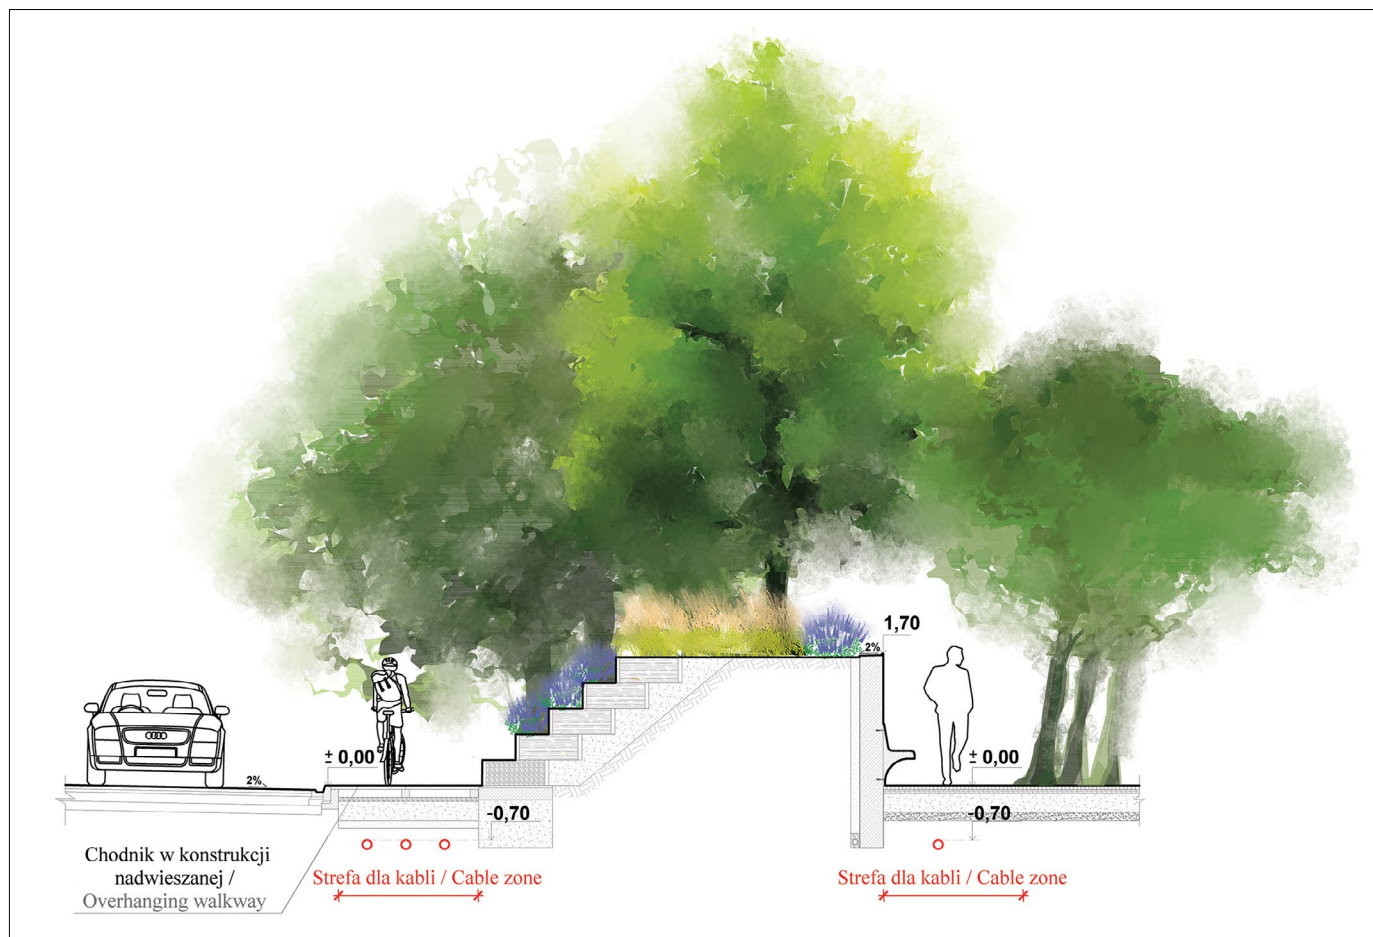 1,70
2%
± 0,00
± 0,00
2%
-0,70
-0,70
Chodnik w konstrukcji
nadwieszanej /
Overhanging walkway
Strefa dla kabli / Cable zone
Strefa dla kabli / Cable zone